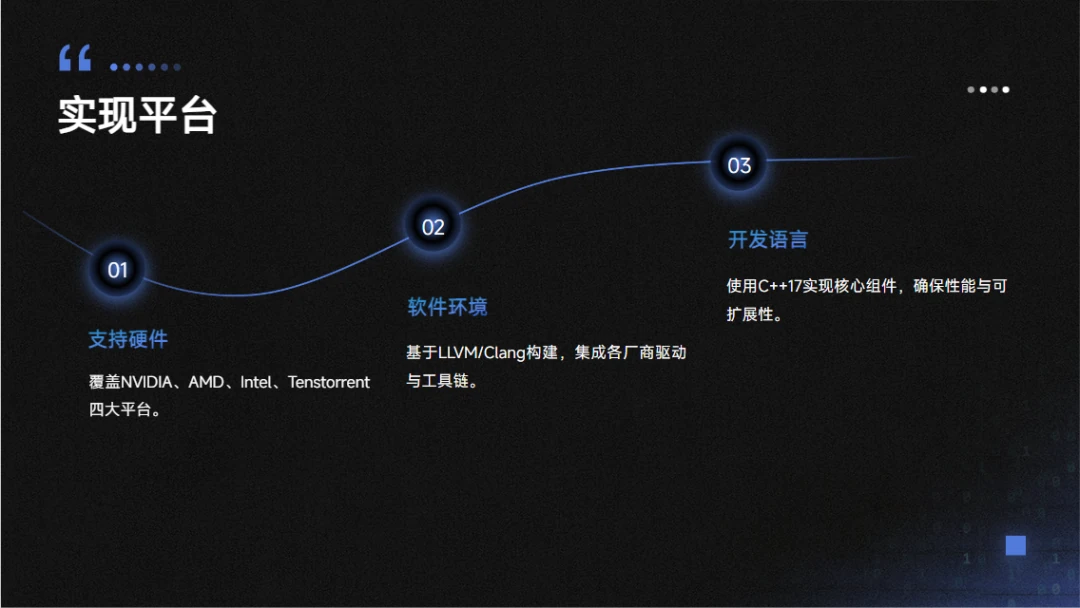 实现平台
01
支持硬件
覆盖NVIDIA、AMD、Intel、Tenstorrent
四大平台。
02
软件环境
基于LLVM/Clang构建，集成各厂商驱动
与工具链。
03
开发语言
使用C++17实现核心组件，确保性能与可
扩展性。